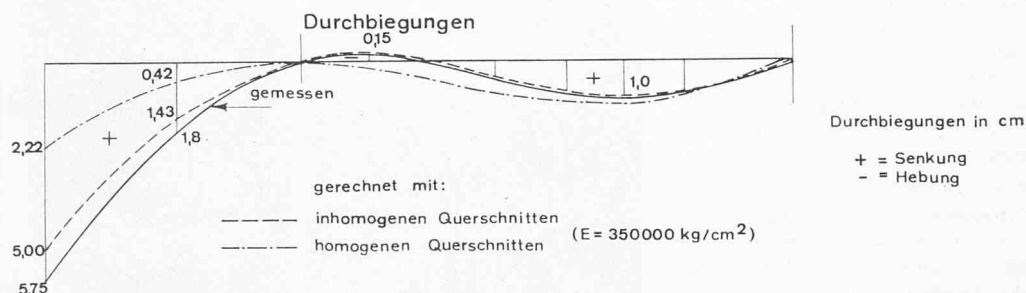 Durchbiegungen
0,15
0,42
+
1,0
gemessen
1,43
1,8
+
2,22
-
Durchbiegungen in cm
+ = Senkung
- = Hebung
gerechnet mit:
inhomogenen Querschnitten
(E = 350000 kg/cm²)
homogenen Querschnitten
5,00
5,75